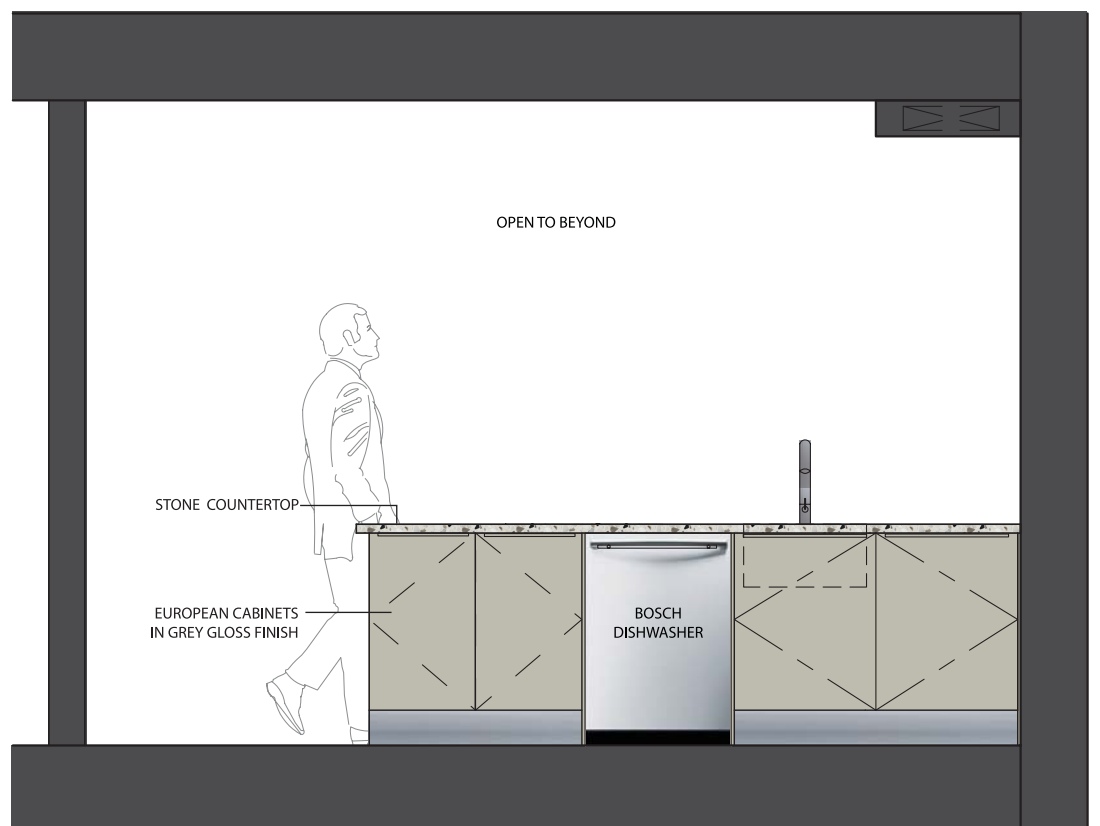 OPEN TO BEYOND
STONE COUNTERTOP
EUROPEAN CABINETS
IN GREY GLOSS FINISH
BOSCH
DISHWASHER